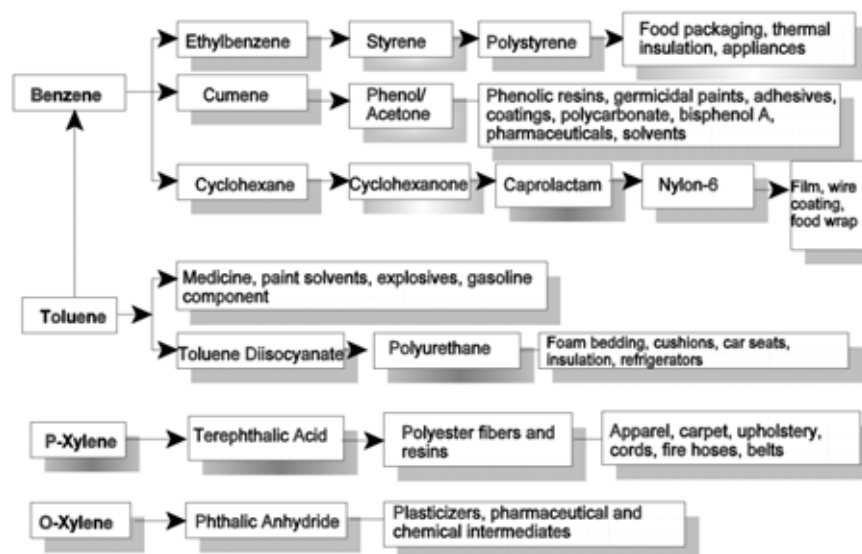 Ethylbenzene
Styrene
Polystyrene
Food packaging, thermal
insulation, appliances
Benzene
Cumene
Phenol/
Acetone
Phenolic resins, germicidal paints, adhesives,
coatings, polycarbonate, bisphenol A,
pharmaceuticals, solvents
Cyclohexane
Cyclohexanone
Caprolactam
Nylon-6
Film, wire
coating,
food wrap
Medicine, paint solvents, explosives, gasoline
component
Toluene
Toluene Diisocyanate
Polyurethane
Foam bedding, cushions, car seats,
insulation, refrigerators
P-Xylene
Terephthalic Acid
Polyester fibers and
resins
Apparel, carpet, upholstery,
cords, fire hoses, belts
O-Xylene
Phthalic Anhydride
Plasticizers, pharmaceutical and
chemical intermediates